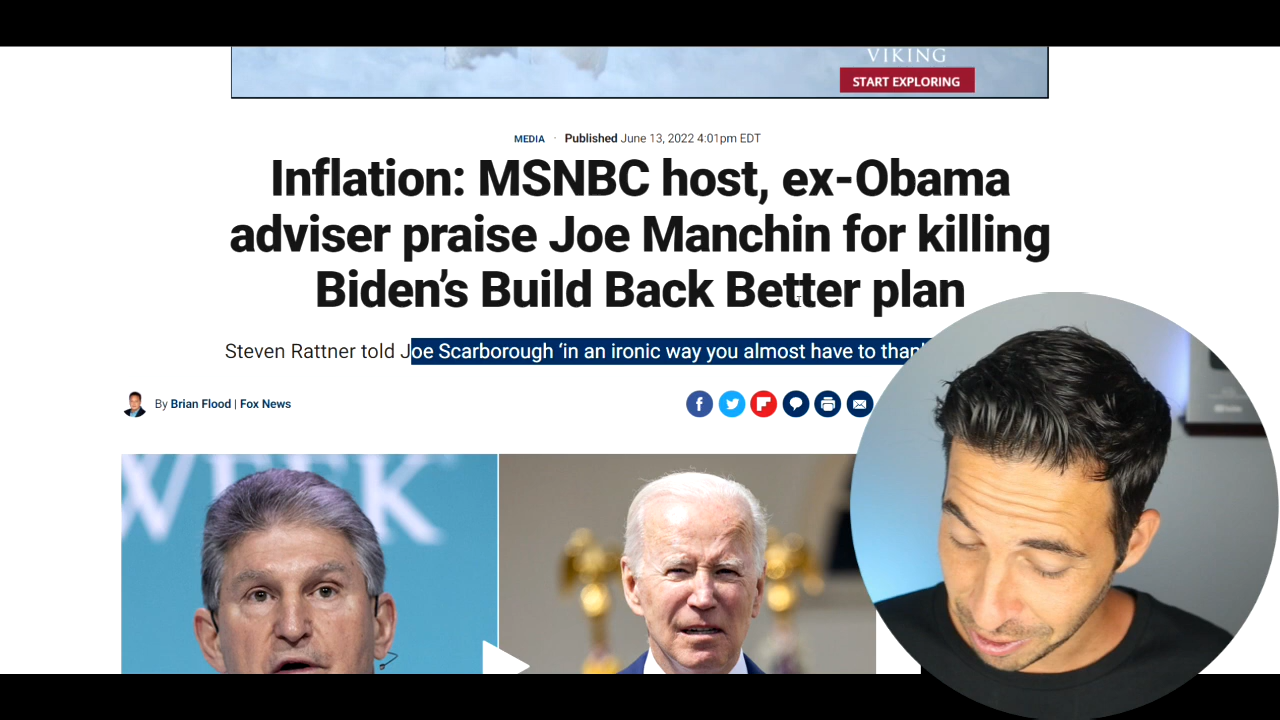 VIKING
START EXPLORING
MEDIA · Published June 13, 2022 4:01pm EDT
Inflation: MSNBC host, ex-Obama
adviser praise Joe Manchin for killing
Biden's Build Back Better plan
Steven Rattner told Joe Scarborough 'in an ironic way you almost have to
By Brian Flood | Fox News
WEEK